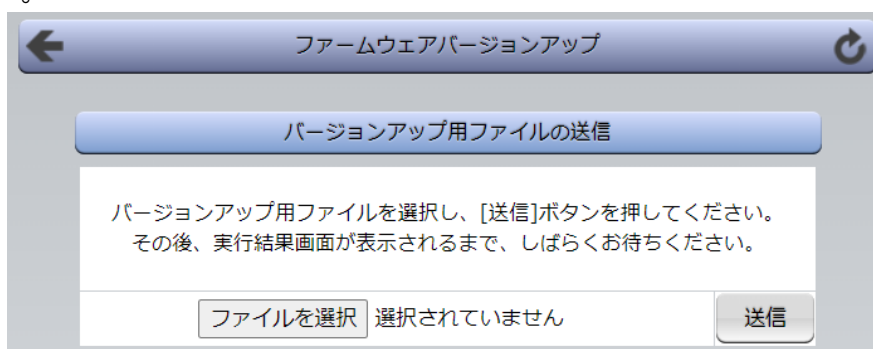 。
ファームウェアバージョンアップ
バージョンアップ用ファイルの送信
バージョンアップ用ファイルを選択し、[送信]ボタンを押してください。
その後、実行結果画面が表示されるまで、しばらくお待ちください。
ファイルを選択 選択されていません 送信